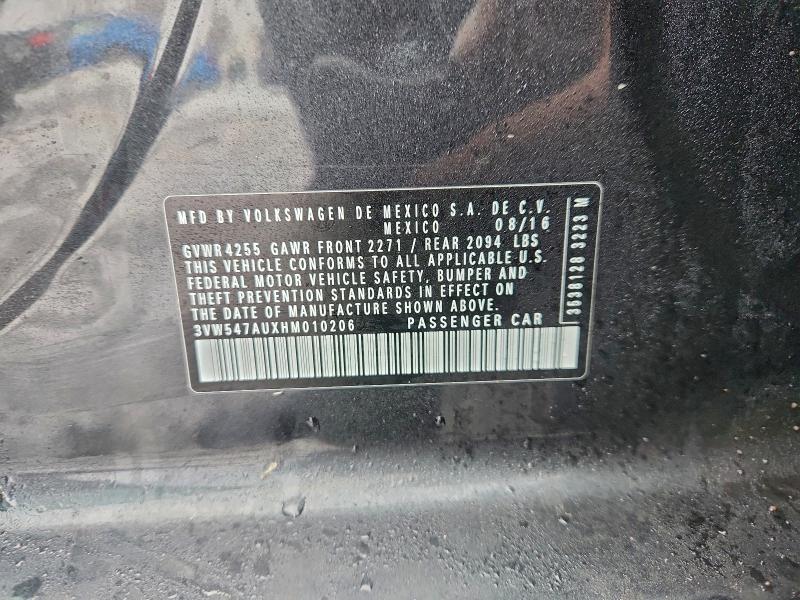 MFD BY VOLKSWAGEN DE MEXICO S.A. DE C.V.
MEXICO 08/16
GVWR 4255 GAWR FRONT 2271 / REAR 2094 LBS
THIS VEHICLE CONFORMS TO ALL APPLICABLE U.S.
FEDERAL MOTOR VEHICLE SAFETY, BUMPER AND
THEFT PREVENTION STANDARDS IN EFFECT ON
THE DATE OF MANUFACTURE SHOWN ABOVE.
3VW547AUXHM010206 PASSENGER CAR
3G38128 3223 M